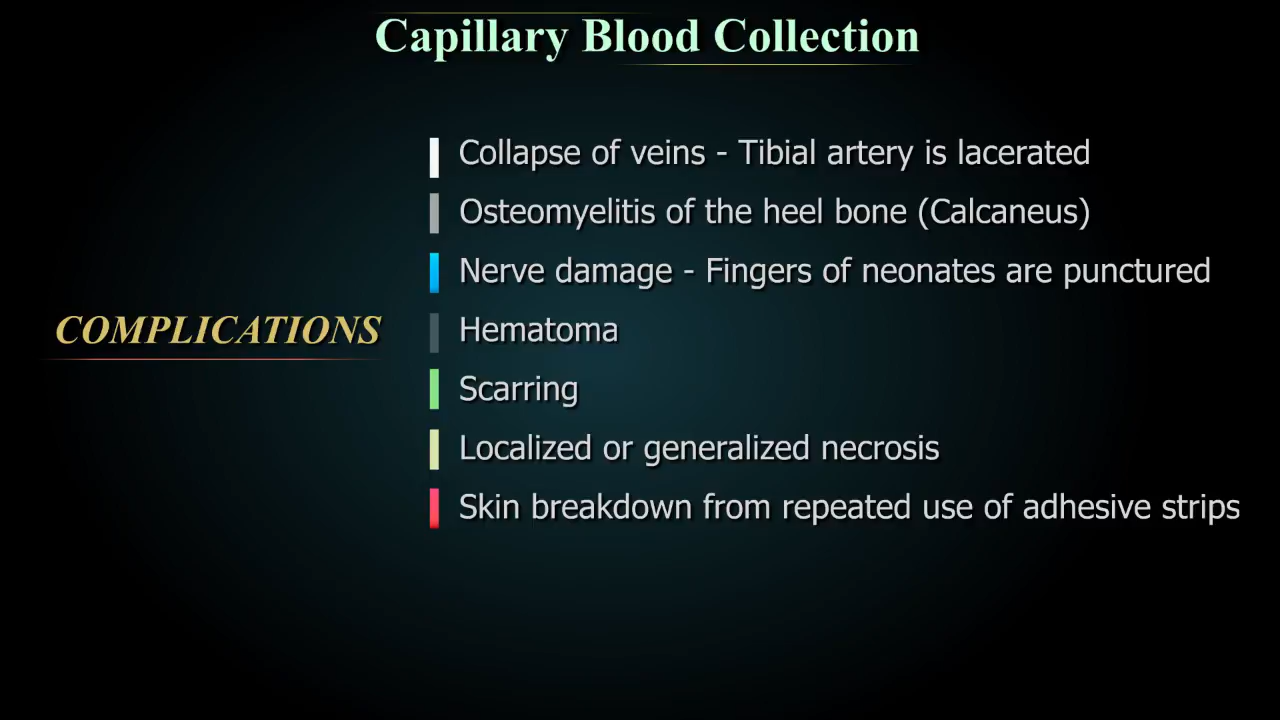 Capillary Blood Collection
COMPLICATIONS
Collapse of veins - Tibial artery is lacerated
Osteomyelitis of the heel bone (Calcaneus)
Nerve damage - Fingers of neonates are punctured
Hematoma
Scarring
Localized or generalized necrosis
Skin breakdown from repeated use of adhesive strips